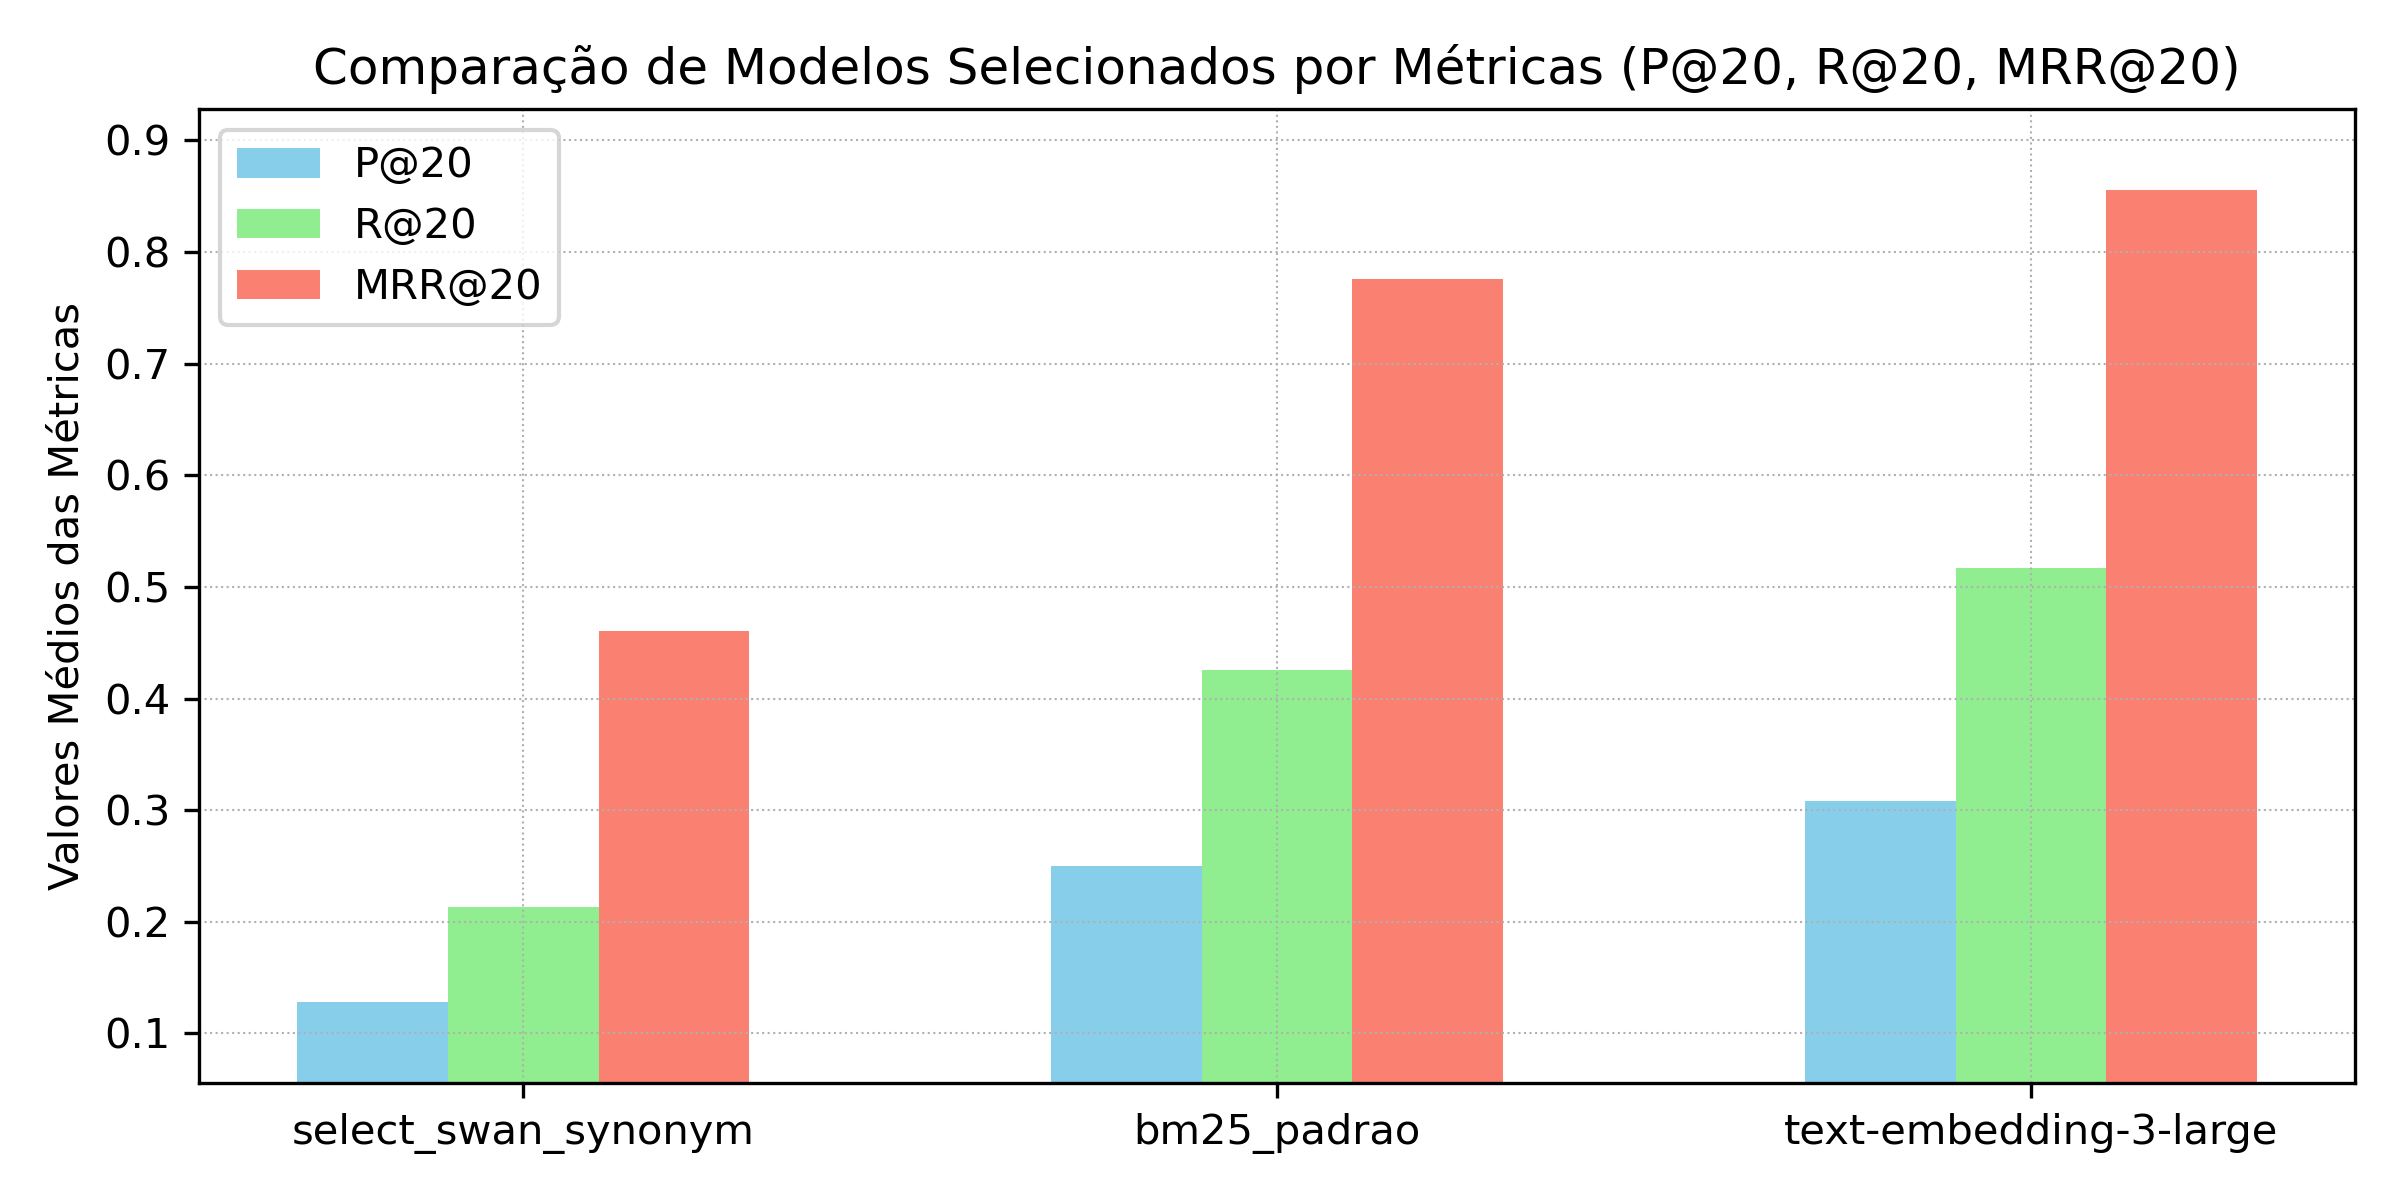 Comparação de Modelos Selecionados por Métricas (P@20, R@20, MRR@20)
Valores Médios das Métricas
0.9
0.8
0.7
0.6
0.5
0.4
0.3
0.2
0.1
P@20
R@20
MRR@20
select_swan_synonym
bm25_padrao
text-embedding-3-large